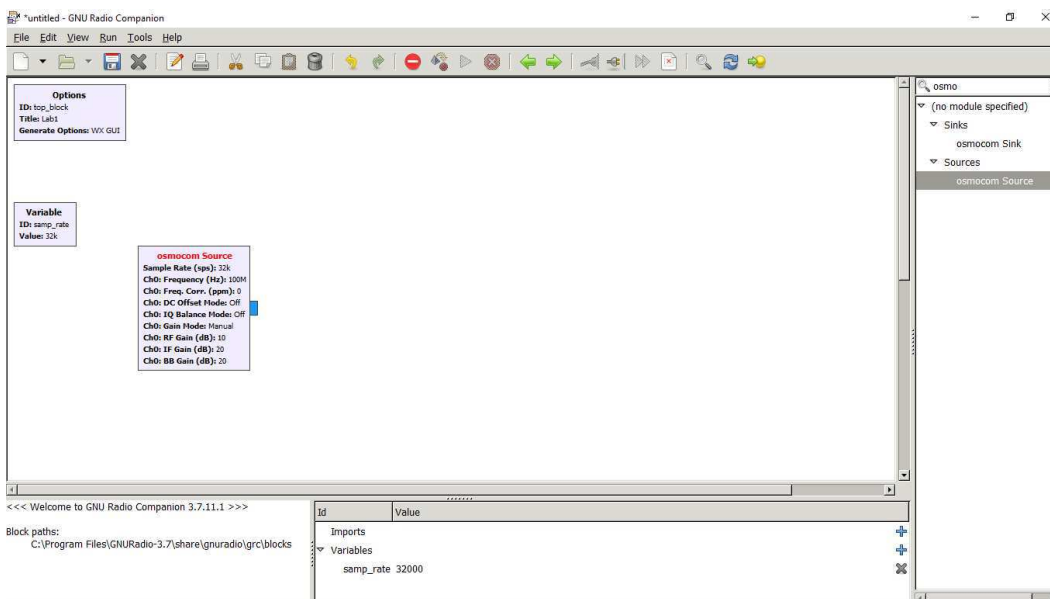 *untitled - GNU Radio Companion
File Edit View Run Tools Help
Options
ID: top_block
Title: Lab1
Generate Options: WX GUI
Variable
ID: samp_rate
Value: 32k
osmocom Source
Sample Rate (sps): 32k
Ch0: Frequency (Hz): 100M
Ch0: Freq. Corr. (ppm): 0
Ch0: DC Offset Mode: Off
Ch0: IQ Balance Mode: Off
Ch0: Gain Mode: Manual
Ch0: RF Gain (dB): 10
Ch0: IF Gain (dB): 20
Ch0: BB Gain (dB): 20
osmo
(no module specified)
Sinks
osmocom Sink
Sources
osmocom Source
<<< Welcome to GNU Radio Companion 3.7.11.1 >>>
Block paths:
C:\Program Files\GNURadio-3.7\share\gnuradio\grc\blocks
Id Value
Imports
Variables
samp_rate 32000